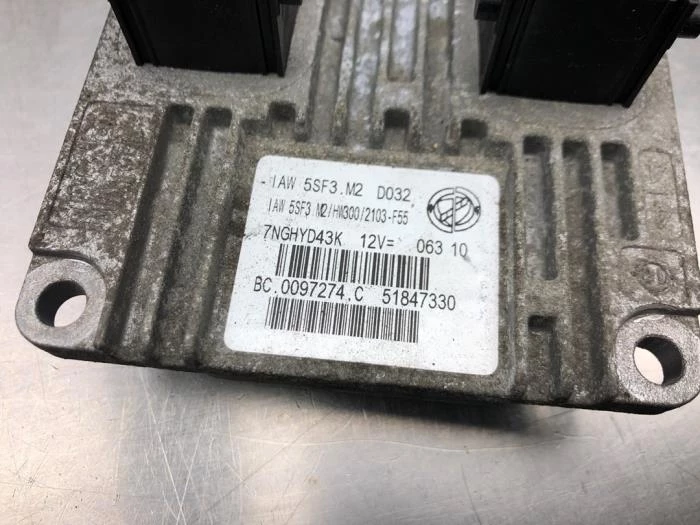 IAW 5SF3.M2 D032
IAW 5SF3 M2/HW300/2103-F55
7NGHYD43K 12V= 063 10
BC.0097274.C 51847330